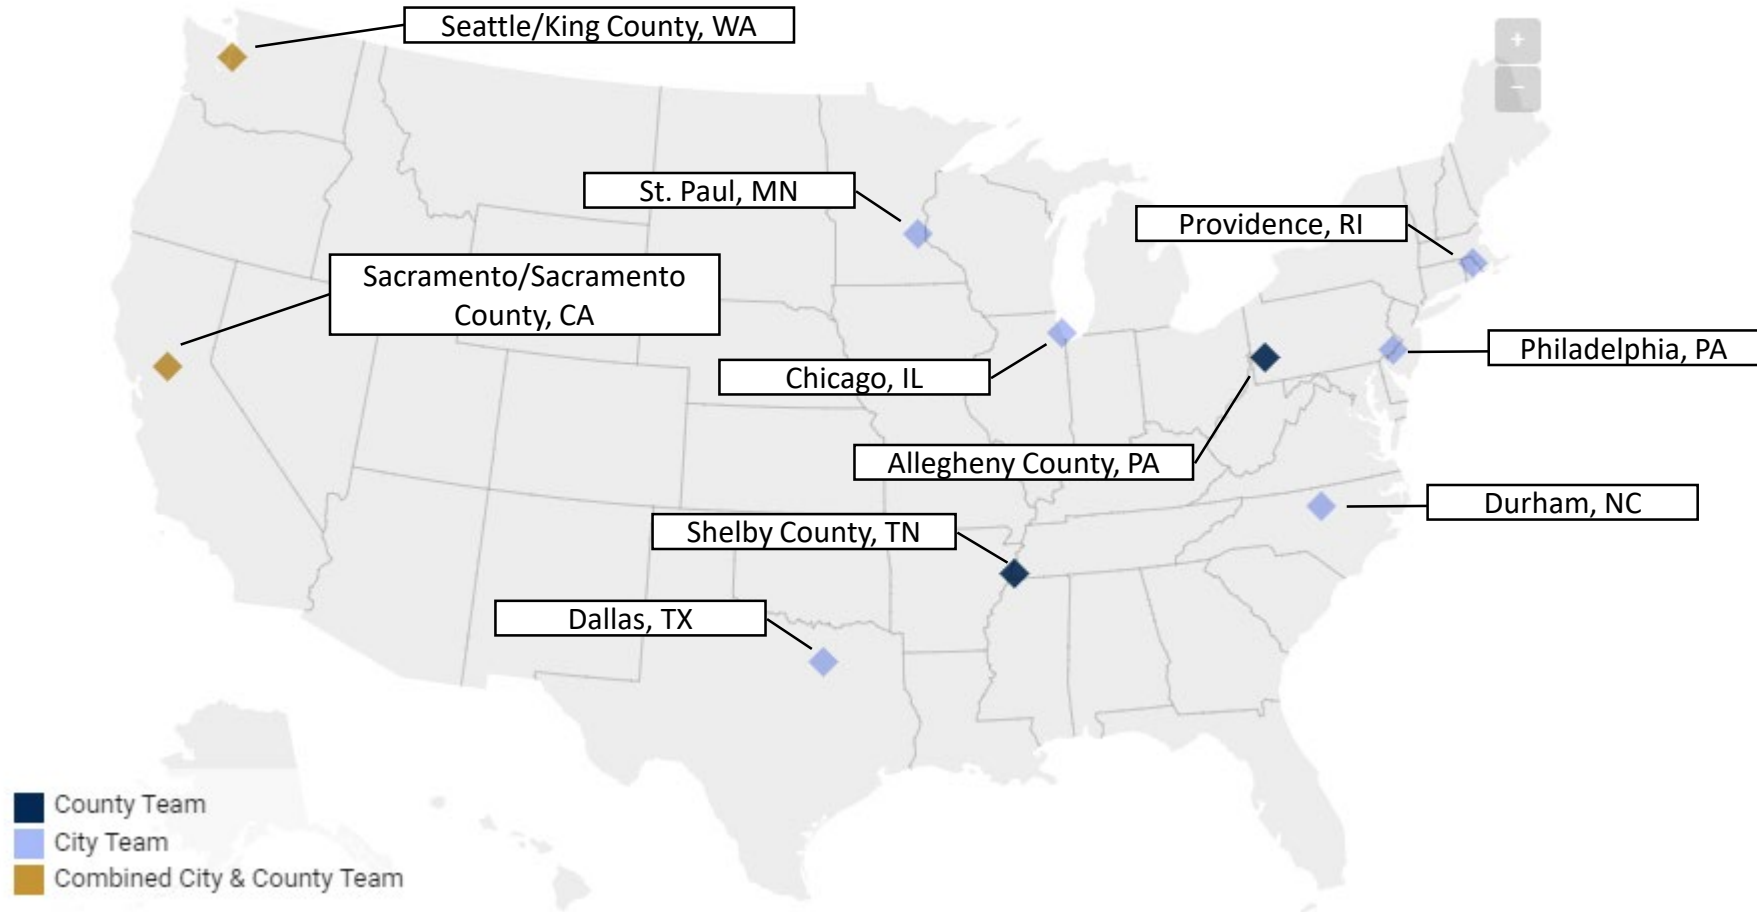 Seattle/King County, WA
+
−
St. Paul, MN
Providence, RI
Sacramento/Sacramento
County, CA
Philadelphia, PA
Chicago, IL
Allegheny County, PA
Durham, NC
Shelby County, TN
Dallas, TX
County Team
City Team
Combined City & County Team